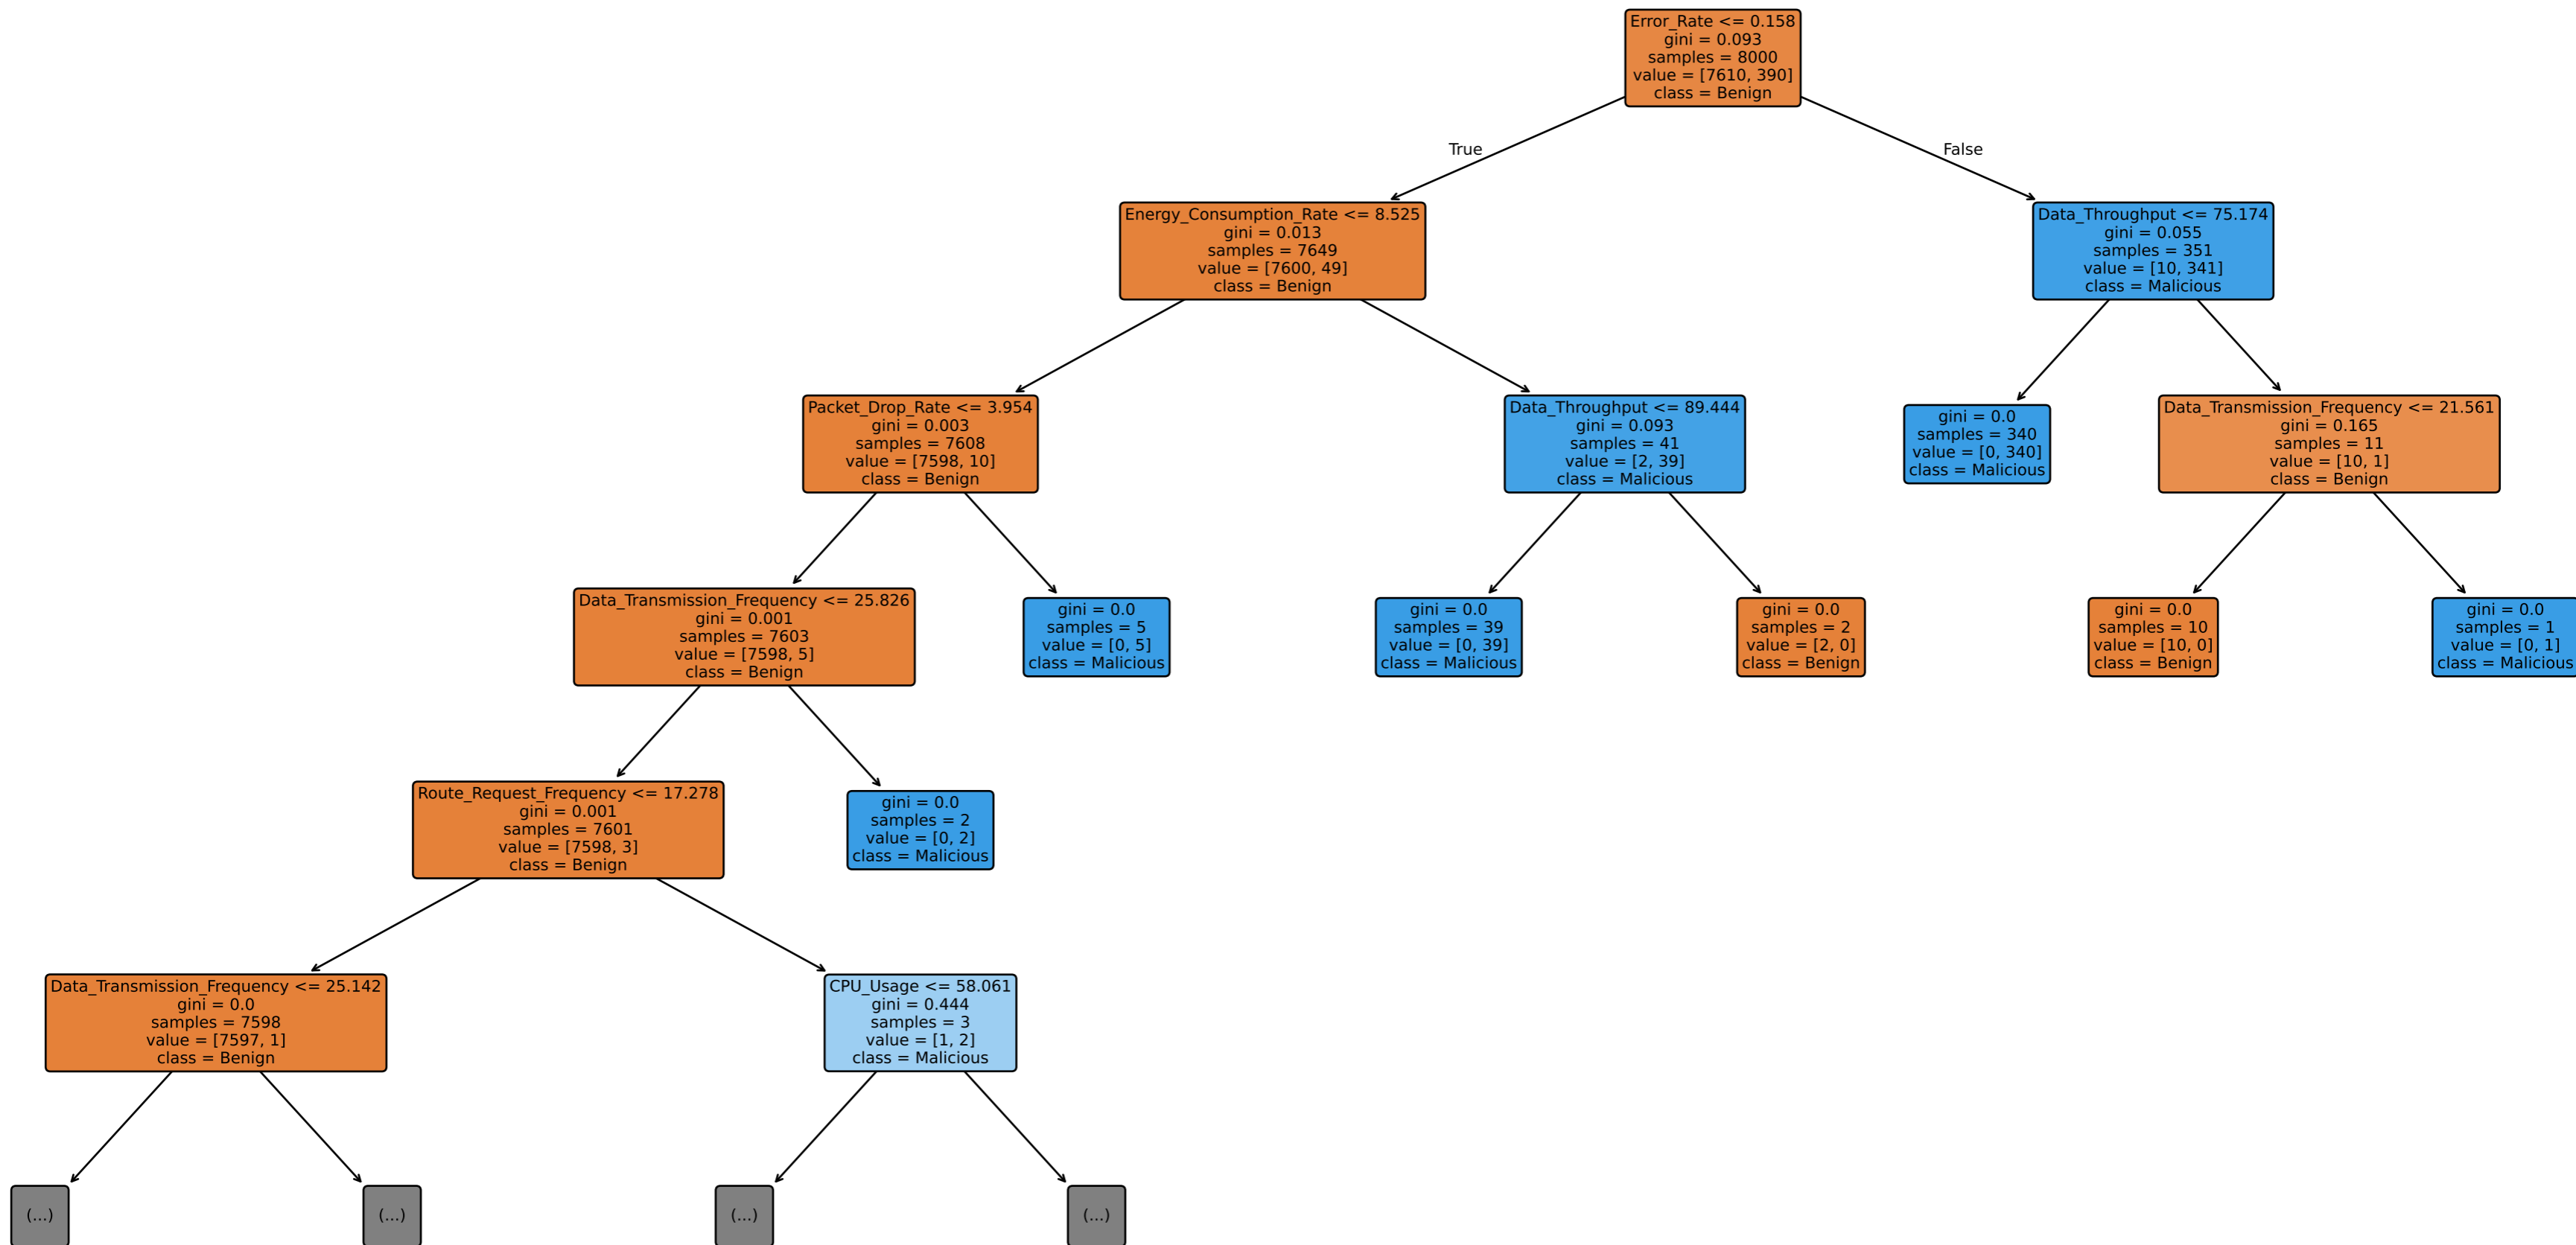 Error_Rate <= 0.158
gini = 0.093
samples = 8000
value = [7610, 390]
class = Benign
True
False
Energy_Consumption_Rate <= 8.525
gini = 0.013
samples = 7649
value = [7600, 49]
class = Benign
Data_Throughput <= 75.174
gini = 0.055
samples = 351
value = [10, 341]
class = Malicious
Packet_Drop_Rate <= 3.954
gini = 0.003
samples = 7608
value = [7598, 10]
class = Benign
Data_Throughput <= 89.444
gini = 0.093
samples = 41
value = [2, 39]
class = Malicious
gini = 0.0
samples = 340
value = [0, 340]
class = Malicious
Data_Transmission_Frequency <= 21.561
gini = 0.165
samples = 11
value = [10, 1]
class = Benign
Data_Transmission_Frequency <= 25.826
gini = 0.001
samples = 7603
value = [7598, 5]
class = Benign
gini = 0.0
samples = 5
value = [0, 5]
class = Malicious
gini = 0.0
samples = 39
value = [0, 39]
class = Malicious
gini = 0.0
samples = 2
value = [2, 0]
class = Benign
gini = 0.0
samples = 10
value = [10, 0]
class = Benign
gini = 0.0
samples = 1
value = [0, 1]
class = Malicious
Route_Request_Frequency <= 17.278
gini = 0.001
samples = 7601
value = [7598, 3]
class = Benign
gini = 0.0
samples = 2
value = [0, 2]
class = Malicious
Data_Transmission_Frequency <= 25.142
gini = 0.0
samples = 7598
value = [7597, 1]
class = Benign
CPU_Usage <= 58.061
gini = 0.444
samples = 3
value = [1, 2]
class = Malicious
(...)
(...)
(...)
(...)